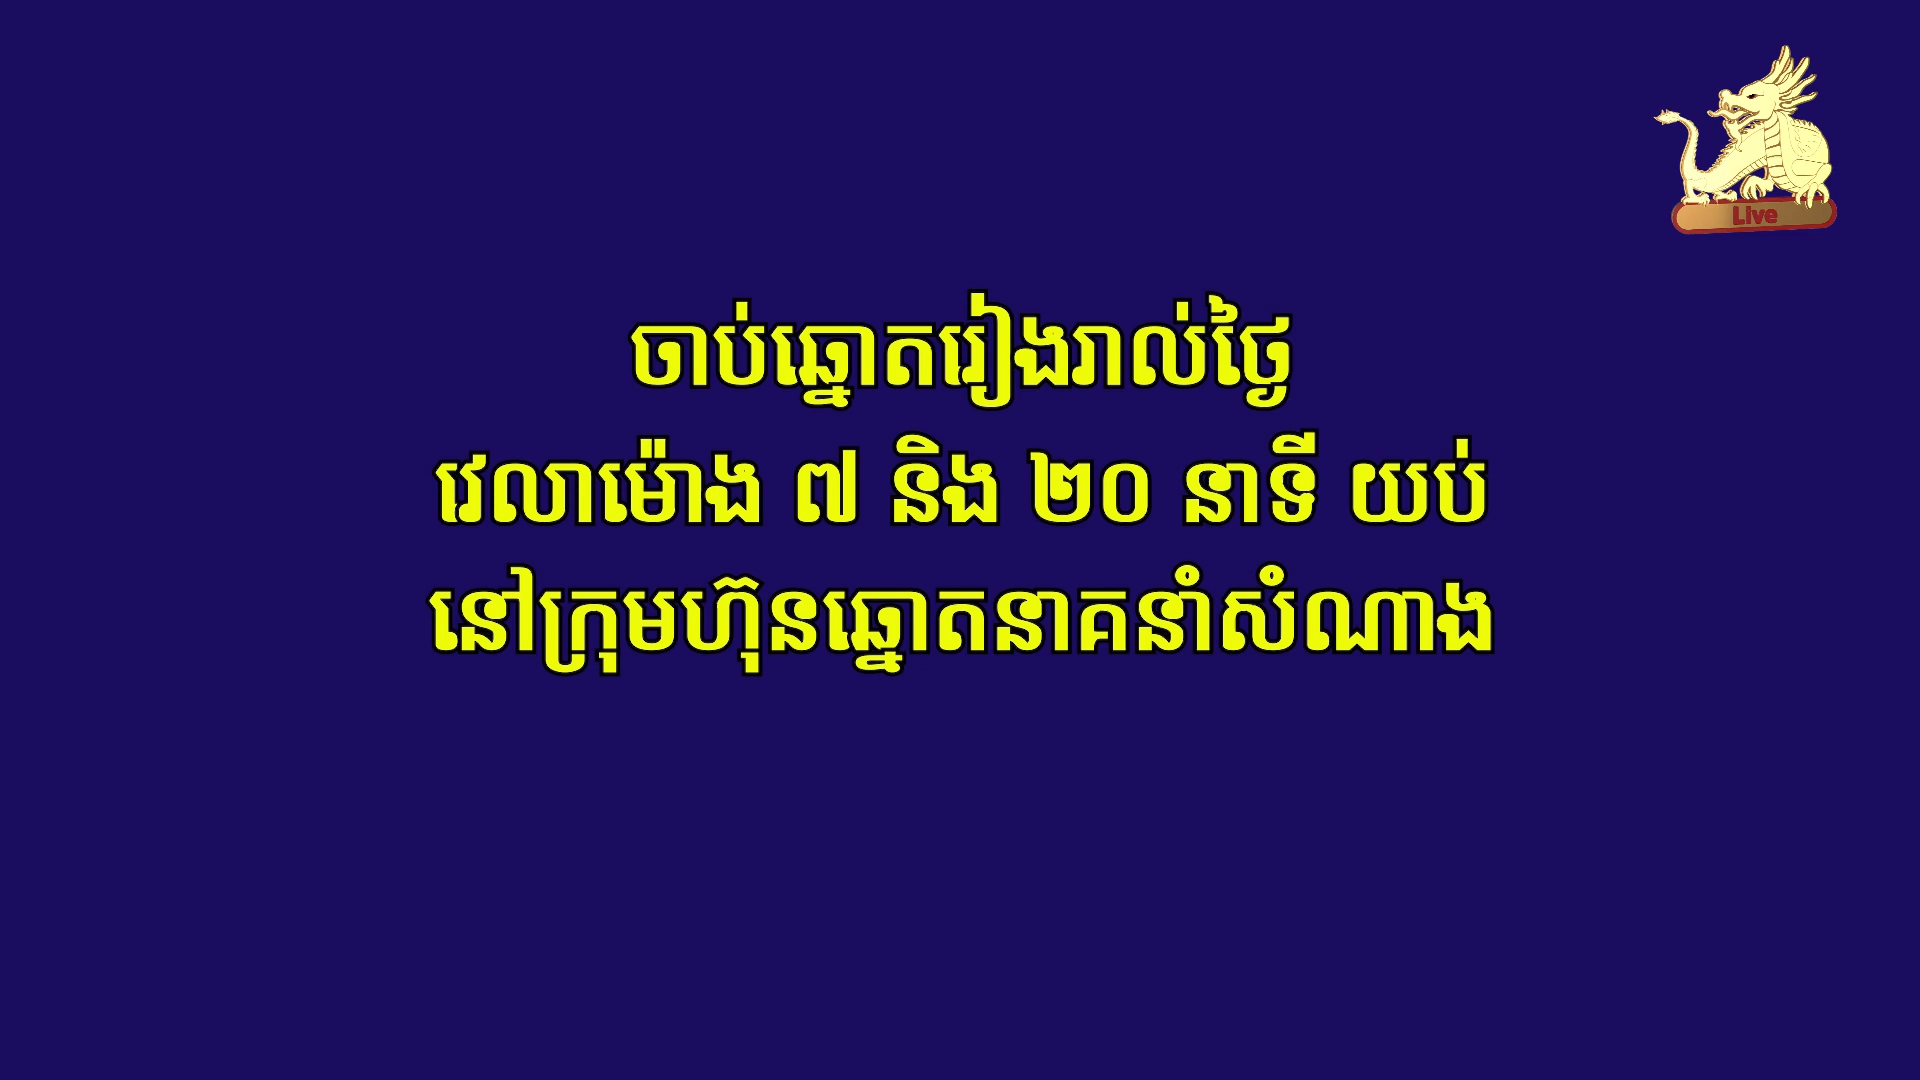 Live
ចាប់ឆ្នោតរៀងរាល់ថ្ងៃ
វេលាម៉ោង ៧ និង ២០ នាទី យប់
នៅក្រុមហ៊ុនឆ្នោតនាគនាំសំណាង